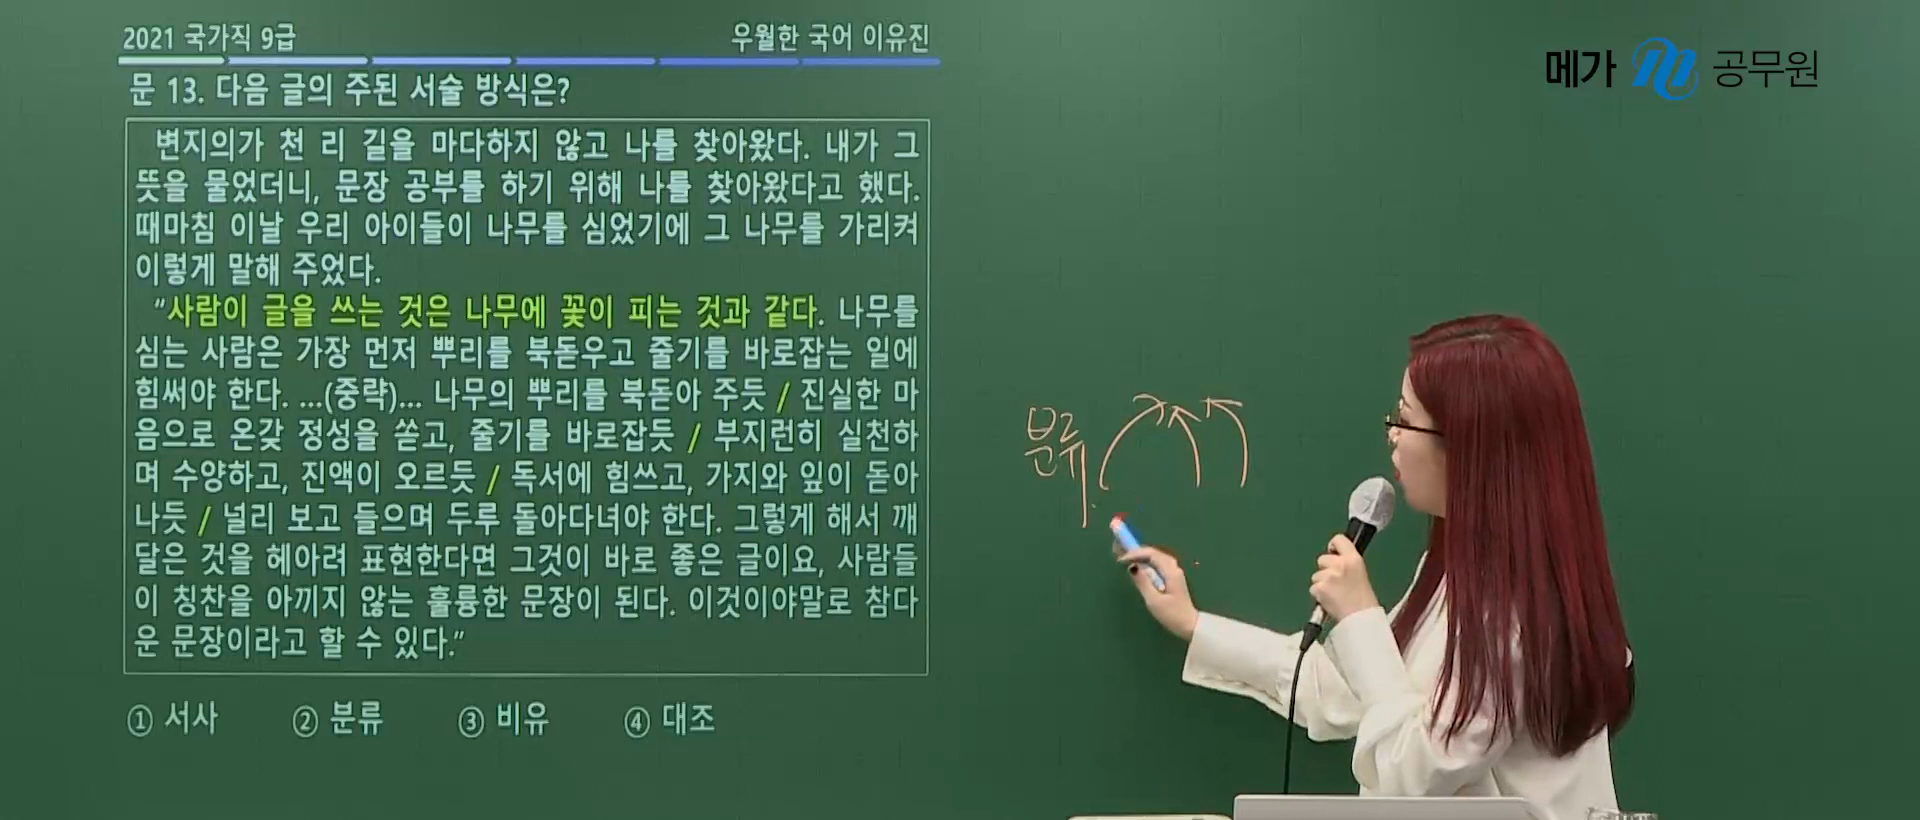 2021 국가직 9급
우월한 국어 이유진
메가 M 공무원
문 13. 다음 글의 주된 서술 방식은?
변지의가 천 리 길을 마다하지 않고 나를 찾아왔다. 내가 그
뜻을 물었더니, 문장 공부를 하기 위해 나를 찾아왔다고 했다.
때마침 이날 우리 아이들이 나무를 심었기에 그 나무를 가리켜
이렇게 말해 주었다.
“사람이 글을 쓰는 것은 나무에 꽃이 피는 것과 같다. 나무를
심는 사람은 가장 먼저 뿌리를 북돋우고 줄기를 바로잡는 일에
힘써야 한다. …(중략)… 나무의 뿌리를 북돋아 주듯 / 진실한 마
음으로 온갖 정성을 쏟고, 줄기를 바로잡듯 / 부지런히 실천하
며 수양하고, 진액이 오르듯 / 독서에 힘쓰고, 가지와 잎이 돋아
나듯 / 널리 보고 들으며 두루 돌아다녀야 한다. 그렇게 해서 깨
달은 것을 헤아려 표현한다면 그것이 바로 좋은 글이요, 사람들
이 칭찬을 아끼지 않는 훌륭한 문장이 된다. 이것이야말로 참다
운 문장이라고 할 수 있다.”
① 서사 ② 분류 ③ 비유 ④ 대조
분류